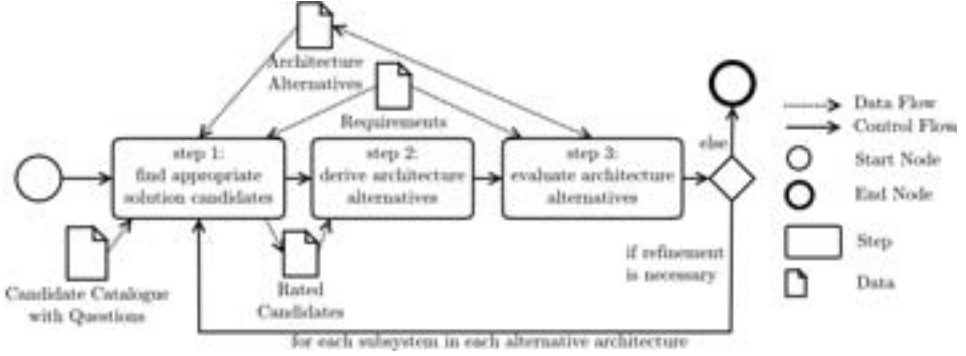 Architecture
Alternatives
Requirements
step 1:
find appropriate
solution candidates
step 2:
derive architecture
alternatives
step 3:
evaluate architecture
alternatives
else
if refinement
is necessary
Candidate Catalogue
with Questions
Rated
Candidates
for each subsystem in each alternative architecture
Data Flow
Control Flow
Start Node
End Node
Step
Data